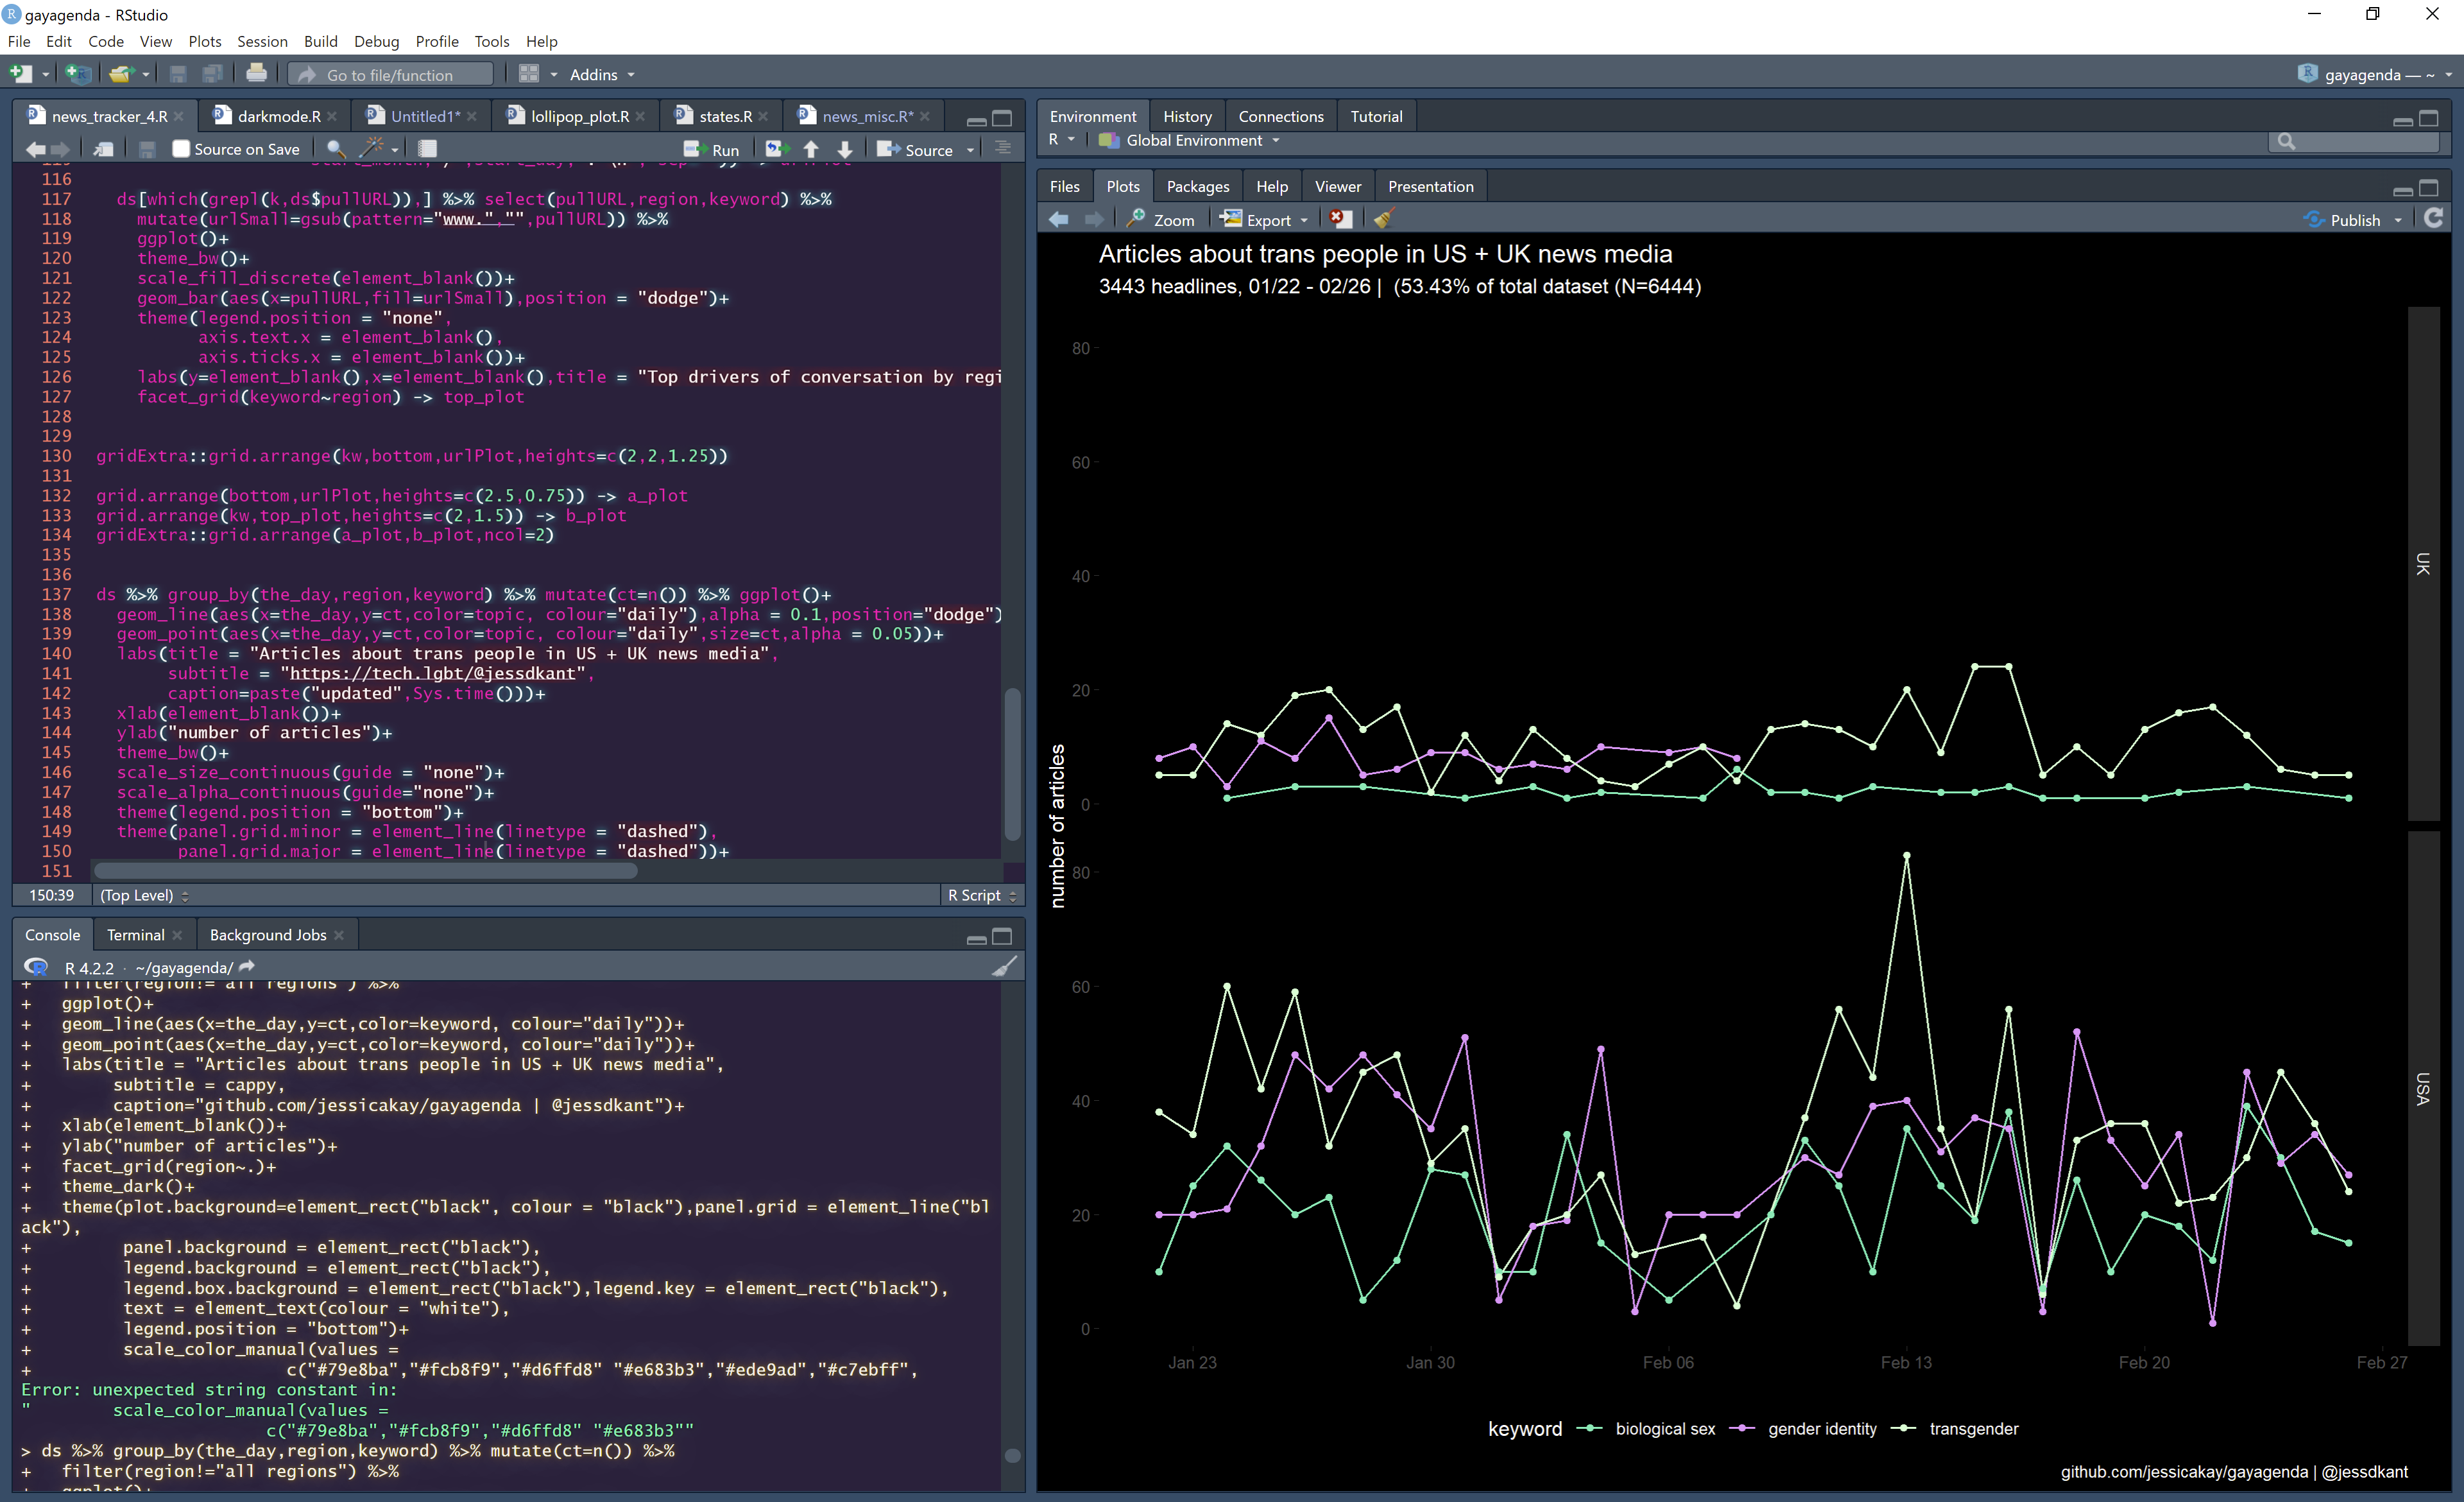 gayagenda - RStudio
File Edit Code View Plots Session Build Debug Profile Tools Help
Go to file/function Addins gayagenda — ~
news_tracker_4.R darkmode.R Untitled1* lollipop_plot.R states.R news_misc.R*
Source on Save Run Source
116
117 ds[which(grepl(k,ds$pullURL)),] %>% select(pullURL,region,keyword) %>%
118 mutate(urlSmall=gsub(pattern="www.","",pullURL)) %>%
119 ggplot()+
120 theme_bw()+
121 scale_fill_discrete(element_blank())+
122 geom_bar(aes(x=pullURL,fill=urlSmall),position = "dodge")+
123 theme(legend.position = "none",
124 axis.text.x = element_blank(),
125 axis.ticks.x = element_blank())+
126 labs(y=element_blank(),x=element_blank(),title = "Top drivers of conversation by regi
127 facet_grid(keyword~region) -> top_plot
128
129
130 gridExtra::grid.arrange(kw,bottom,urlPlot,heights=c(2,2,1.25))
131
132 grid.arrange(bottom,urlPlot,heights=c(2.5,0.75)) -> a_plot
133 grid.arrange(kw,top_plot,heights=c(2,1.5)) -> b_plot
134 gridExtra::grid.arrange(a_plot,b_plot,ncol=2)
135
136
137 ds %>% group_by(the_day,region,keyword) %>% mutate(ct=n()) %>% ggplot()+
138 geom_line(aes(x=the_day,y=ct,color=topic, colour="daily"),alpha = 0.1,position="dodge")
139 geom_point(aes(x=the_day,y=ct,color=topic, colour="daily",size=ct,alpha = 0.05))+
140 labs(title = "Articles about trans people in US + UK news media",
141 subtitle = "https://tech.lgbt/@jessdkant",
142 caption=paste("updated",Sys.time()))+
143 xlab(element_blank())+
144 ylab("number of articles")+
145 theme_bw()+
146 scale_size_continuous(guide = "none")+
147 scale_alpha_continuous(guide="none")+
148 theme(legend.position = "bottom")+
149 theme(panel.grid.minor = element_line(linetype = "dashed"),
150 panel.grid.major = element_line(linetype = "dashed"))+
151
150:39 (Top Level) R Script
Console Terminal Background Jobs
R 4.2.2 · ~/gayagenda/
+ filter(region!="all regions") %>%
+ ggplot()+
+ geom_line(aes(x=the_day,y=ct,color=keyword, colour="daily"))+
+ geom_point(aes(x=the_day,y=ct,color=keyword, colour="daily"))+
+ labs(title = "Articles about trans people in US + UK news media",
+ subtitle = cappy,
+ caption="github.com/jessicakay/gayagenda | @jessdkant")+
+ xlab(element_blank())+
+ ylab("number of articles")+
+ facet_grid(region~.)+
+ theme_dark()+
+ theme(plot.background=element_rect("black", colour = "black"),panel.grid = element_line("bl
ack"),
+ panel.background = element_rect("black"),
+ legend.background = element_rect("black"),
+ legend.box.background = element_rect("black"),legend.key = element_rect("black"),
+ text = element_text(colour = "white"),
+ legend.position = "bottom")+
+ scale_color_manual(values =
+ c("#79e8ba","#fcb8f9","#d6ffd8" "#e683b3","#ede9ad","#c7ebff",
Error: unexpected string constant in:
" scale_color_manual(values =
c("#79e8ba","#fcb8f9","#d6ffd8" "#e683b3""
> ds %>% group_by(the_day,region,keyword) %>% mutate(ct=n()) %>%
+ filter(region!="all regions") %>%
+ ggplot()+
Environment History Connections Tutorial
R Global Environment
Files Plots Packages Help Viewer Presentation
Zoom Export Publish
Articles about trans people in US + UK news media
3443 headlines, 01/22 - 02/26 | (53.43% of total dataset (N=6444)
80
60
40
20
0
UK
number of articles
80
60
40
20
0
USA
Jan 23 Jan 30 Feb 06 Feb 13 Feb 20 Feb 27
keyword biological sex gender identity transgender
github.com/jessicakay/gayagenda | @jessdkant